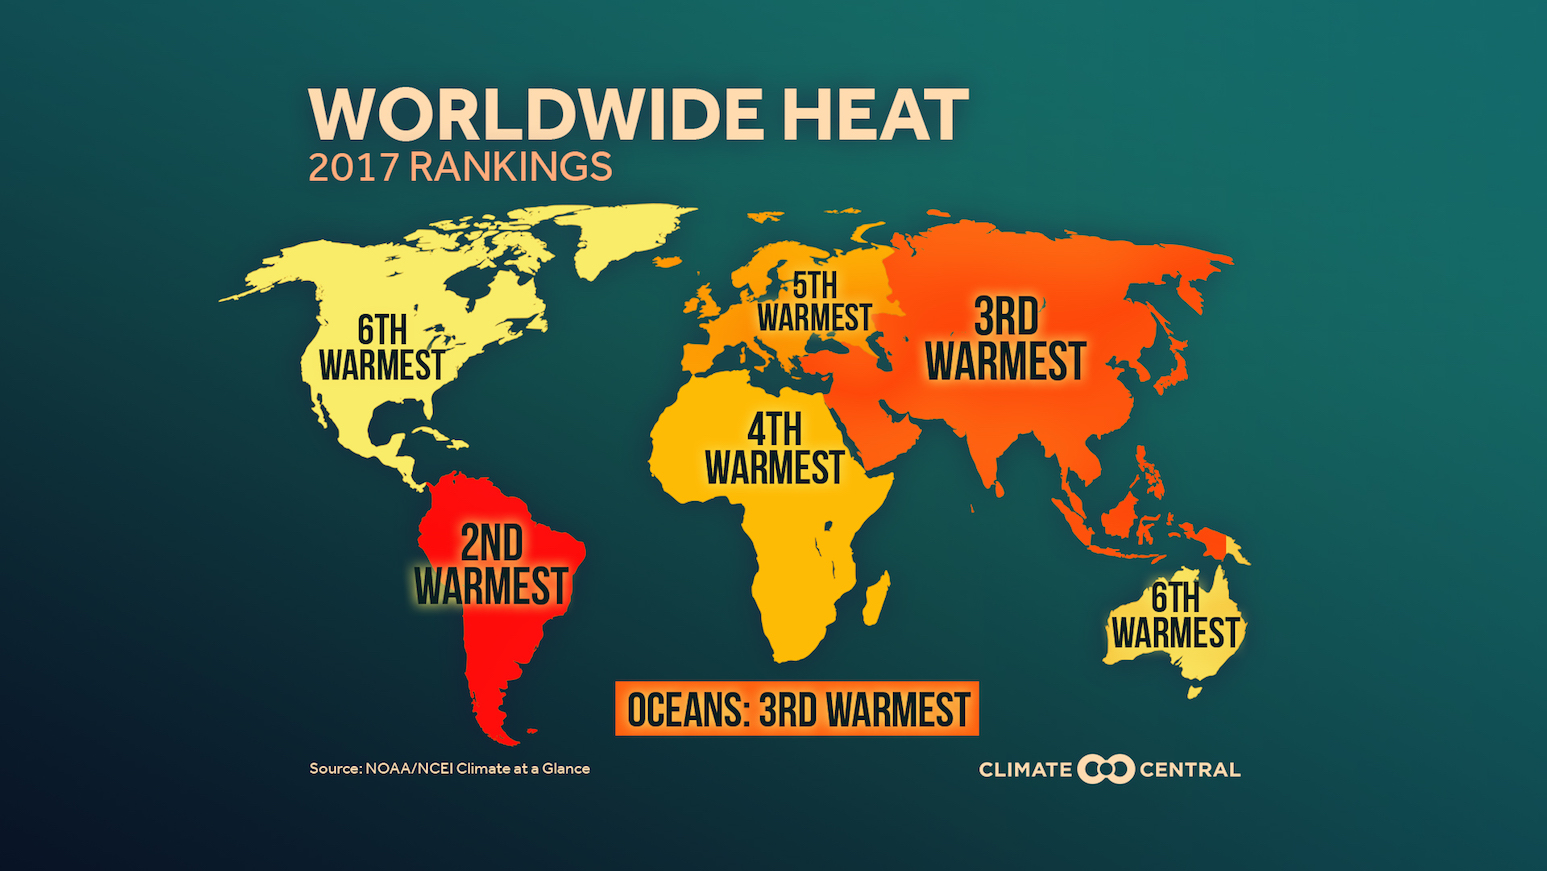 WORLDWIDE HEAT
2017 RANKINGS
6TH
WARMEST
5TH
WARMEST
3RD
WARMEST
4TH
WARMEST
2ND
WARMEST
6TH
WARMEST
OCEANS: 3RD WARMEST
Source: NOAA/NCEI Climate at a Glance
CLIMATE CENTRAL